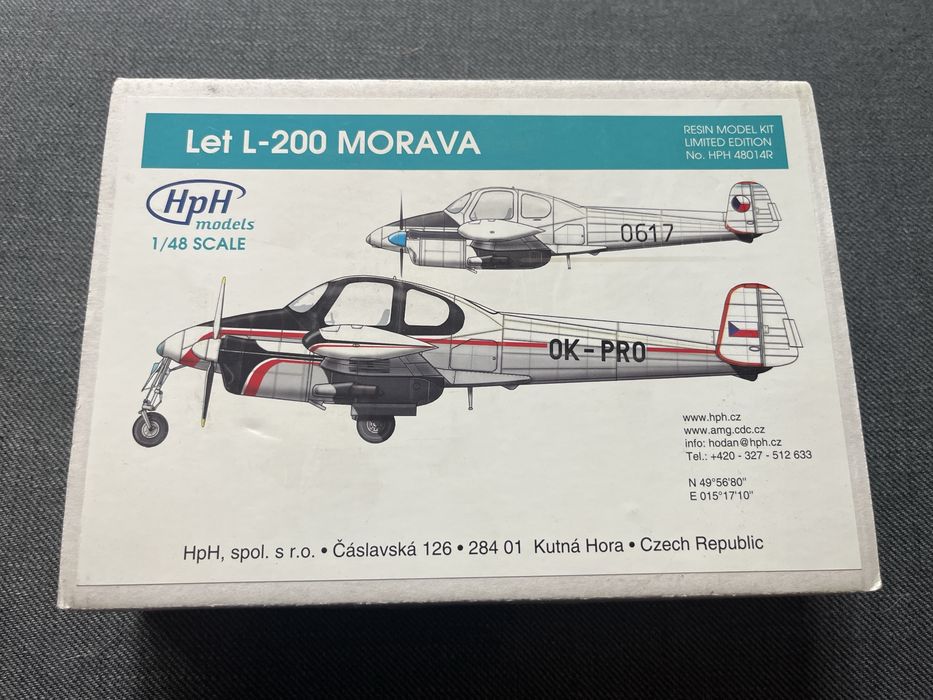 Let L-200 MORAVA
RESIN MODEL KIT
LIMITED EDITION
No. HPH 48014R
HpH
models
1/48 SCALE
0617
OK-PRO
www.hph.cz
www.amg.cdc.cz
info: hodan@hph.cz
Tel.: +420 - 327 - 512 633
N 49°56'80"
E 015°17'10"
HpH, spol. s r.o. • Čáslavská 126 • 284 01 Kutná Hora • Czech Republic